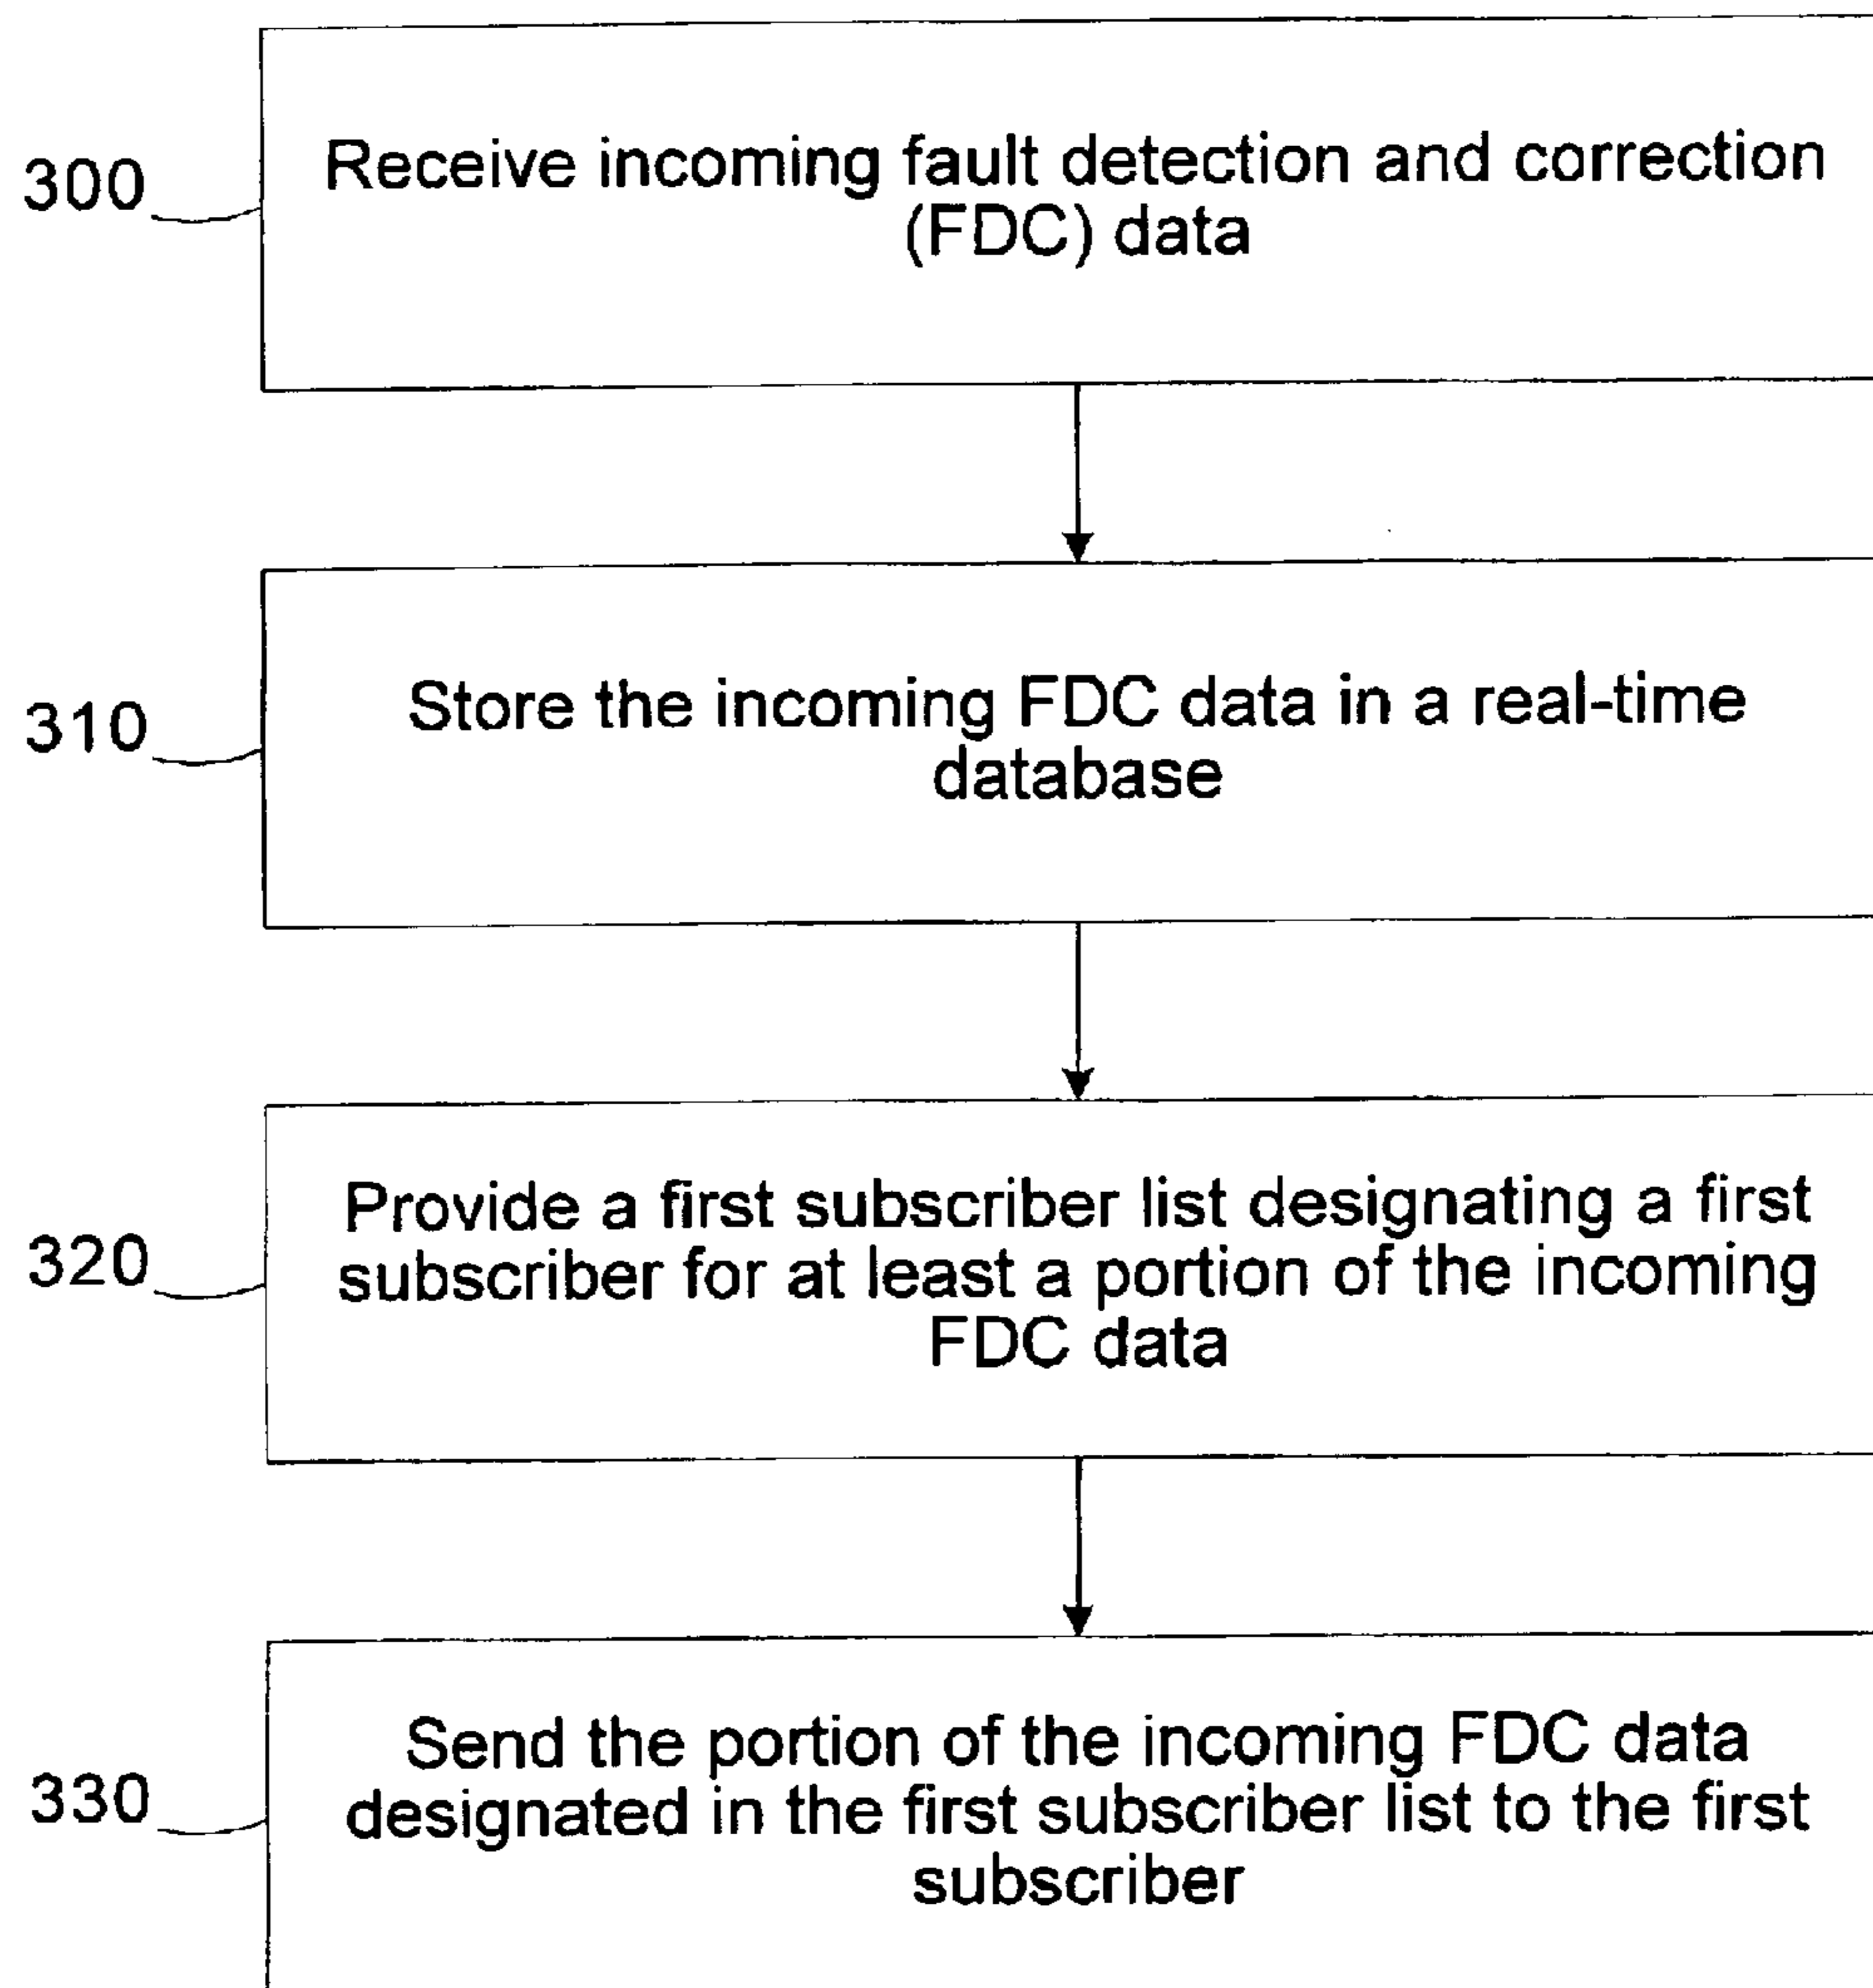 300
Receive incoming fault detection and correction
(FDC) data
310
Store the incoming FDC data in a real-time
database
320
Provide a first subscriber list designating a first
subscriber for at least a portion of the incoming
FDC data
330
Send the portion of the incoming FDC data
designated in the first subscriber list to the first
subscriber